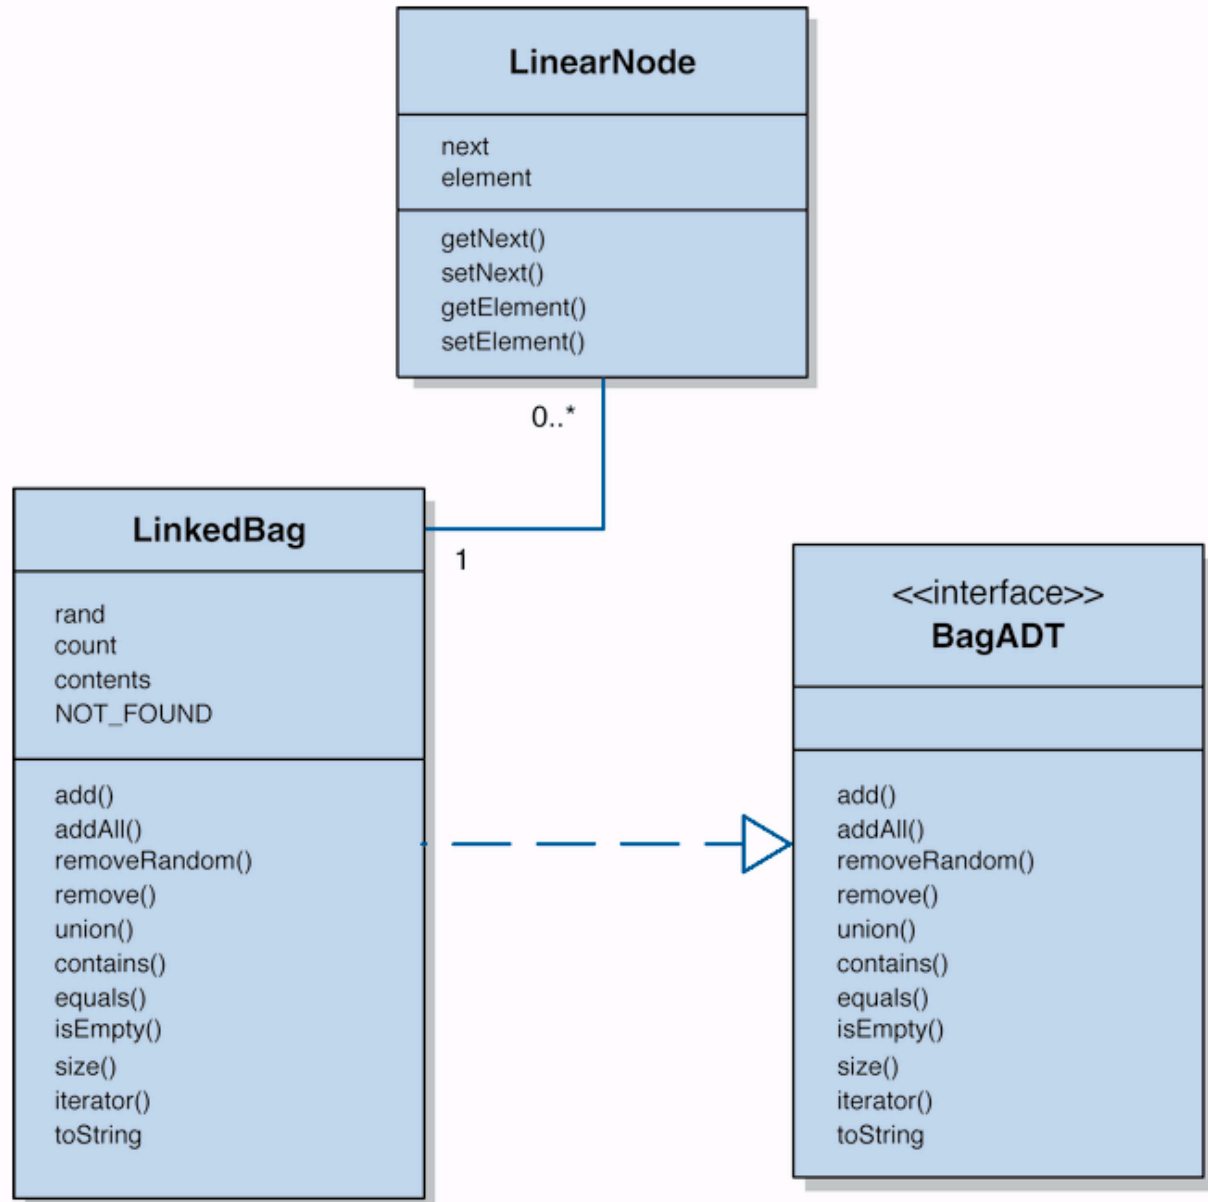 LinearNode
next
element
getNext()
setNext()
getElement()
setElement()
0..*
LinkedBag
1
rand
count
contents
NOT_FOUND
add()
addAll()
removeRandom()
remove()
union()
contains()
equals()
isEmpty()
size()
iterator()
toString
<<interface>>
BagADT
add()
addAll()
removeRandom()
remove()
union()
contains()
equals()
isEmpty()
size()
iterator()
toString